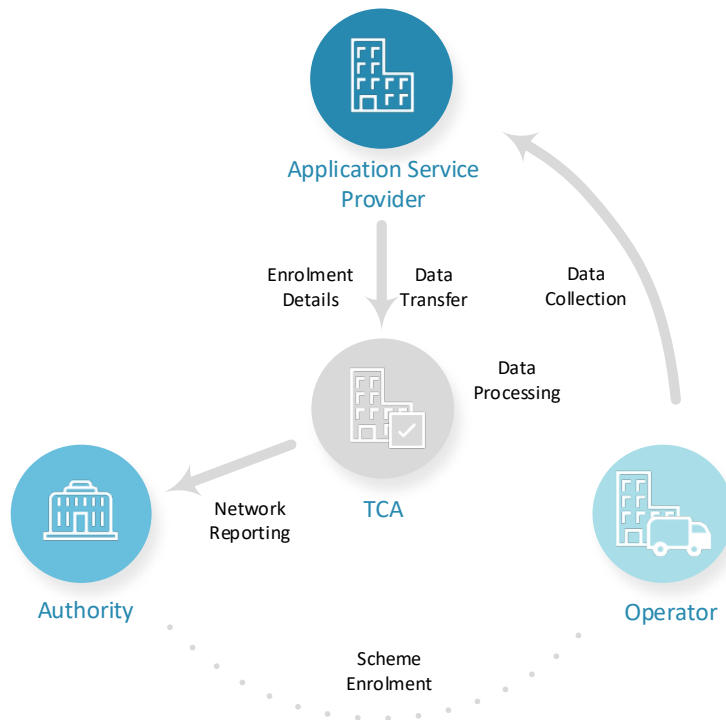 Application Service
Provider
Enrolment
Details
Data
Transfer
Data
Collection
Data
Processing
TCA
Network
Reporting
Authority
Operator
Scheme
Enrolment